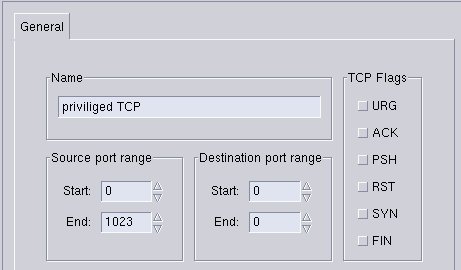 General
Name
priviliged TCP
Source port range
Start: 0
End: 1023
Destination port range
Start: 0
End: 0
TCP Flags
URG
ACK
PSH
RST
SYN
FIN